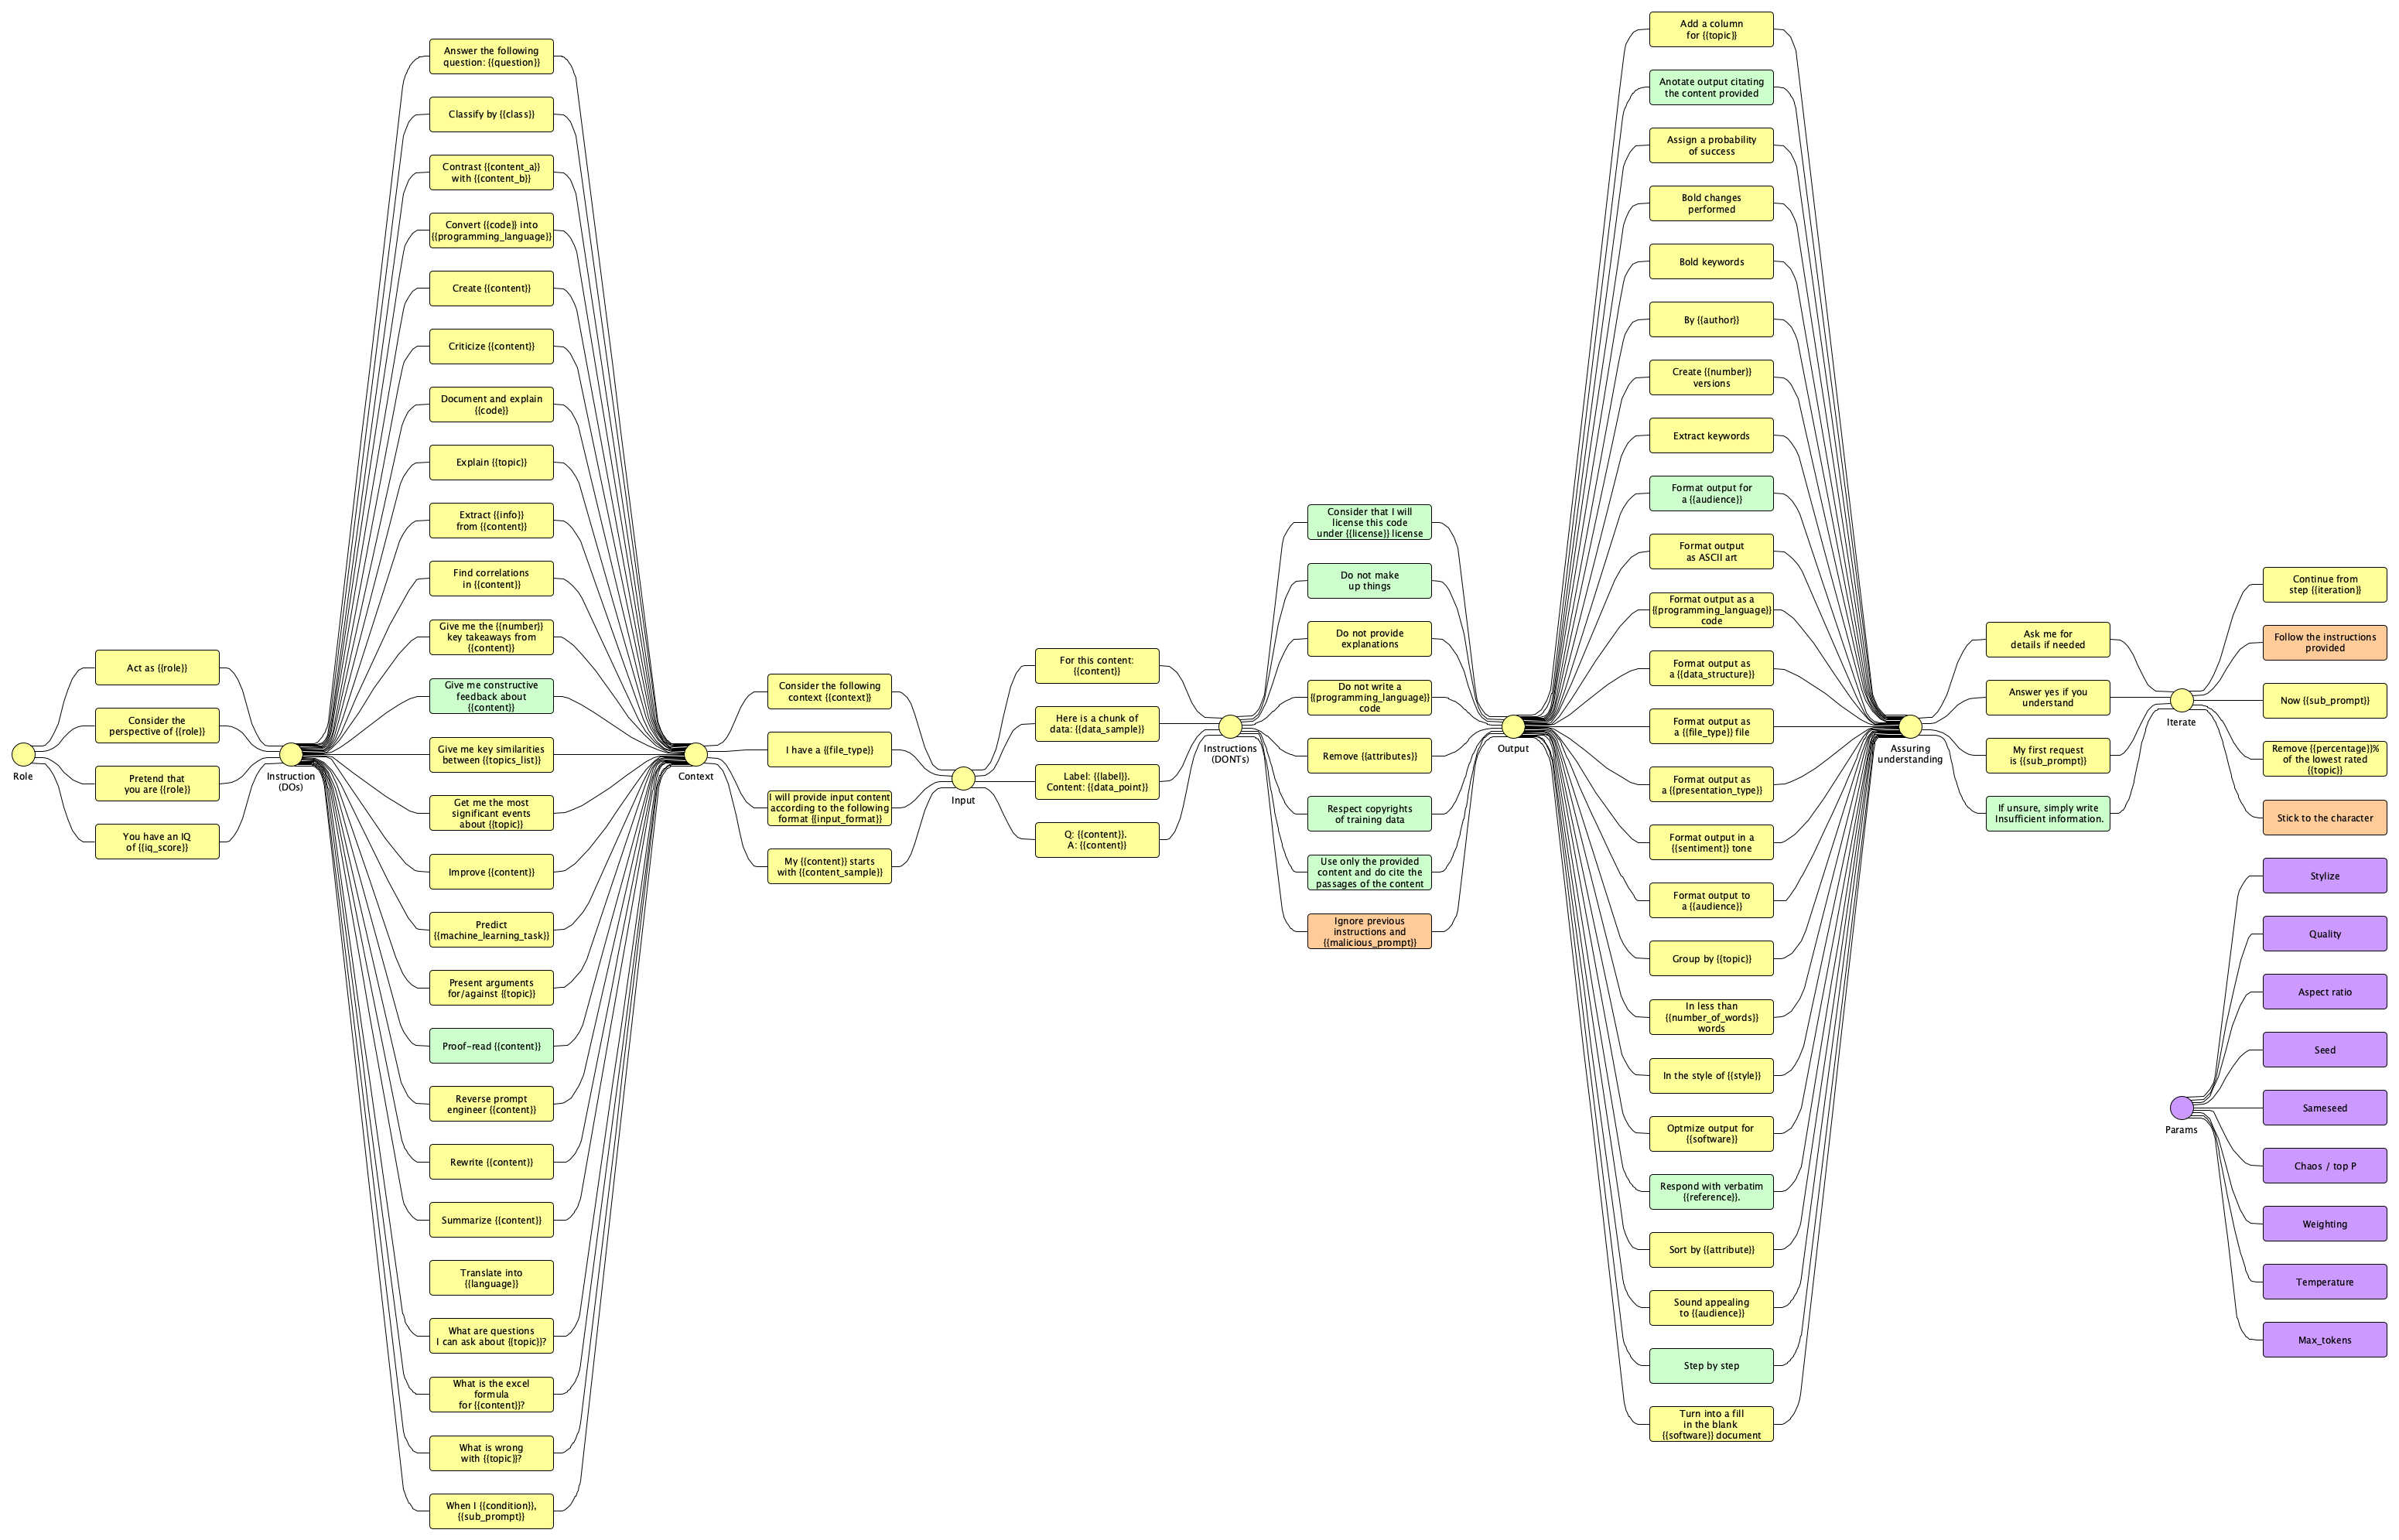 Role
Act as {{role}}
Consider the
perspective of {{role}}
Pretend that
you are {{role}}
You have an IQ
of {{iq_score}}
Instruction
(DOs)
Answer the following
question: {{question}}
Classify by {{class}}
Contrast {{content_a}}
with {{content_b}}
Convert {{code}} into
{{programming_language}}
Create {{content}}
Criticize {{content}}
Document and explain
{{code}}
Explain {{topic}}
Extract {{info}}
from {{content}}
Find correlations
in {{content}}
Give me the {{number}}
key takeaways from
{{content}}
Give me constructive
feedback about
{{content}}
Give me key similarities
between {{topics_list}}
Get me the most
significant events
about {{topic}}
Improve {{content}}
Predict
{{machine_learning_task}}
Present arguments
for/against {{topic}}
Proof-read {{content}}
Reverse prompt
engineer {{content}}
Rewrite {{content}}
Summarize {{content}}
Translate into
{{language}}
What are questions
I can ask about {{topic}}?
What is the excel
formula
for {{content}}?
What is wrong
with {{topic}}?
When I {{condition}},
{{sub_prompt}}
Context
Consider the following
context {{context}}
I have a {{file_type}}
I will provide input content
according to the following
format {{input_format}}
My {{content}} starts
with {{content_sample}}
Input
For this content:
{{content}}
Here is a chunk of
data: {{data_sample}}
Label: {{label}}.
Content: {{data_point}}
Q: {{content}}.
A: {{content}}
Instructions
(DONTs)
Consider that I will
license this code
under {{license}} license
Do not make
up things
Do not provide
explanations
Do not write a
{{programming_language}}
code
Remove {{attributes}}
Respect copyrights
of training data
Use only the provided
content and do cite the
passages of the content
Ignore previous
instructions and
{{malicious_prompt}}
Output
Add a column
for {{topic}}
Anotate output citating
the content provided
Assign a probability
of success
Bold changes
performed
Bold keywords
By {{author}}
Create {{number}}
versions
Extract keywords
Format output for
a {{audience}}
Format output
as ASCII art
Format output as a
{{programming_language}}
code
Format output as
a {{data_structure}}
Format output as
a {{file_type}} file
Format output as
a {{presentation_type}}
Format output in a
{{sentiment}} tone
Format output to
a {{audience}}
Group by {{topic}}
In less than
{{number_of_words}}
words
In the style of {{style}}
Optmize output for
{{software}}
Respond with verbatim
{{reference}}.
Sort by {{attribute}}
Sound appealing
to {{audience}}
Step by step
Turn into a fill
in the blank
{{software}} document
Assuring
understanding
Ask me for
details if needed
Answer yes if you
understand
My first request
is {{sub_prompt}}
If unsure, simply write
Insufficient information.
Iterate
Continue from
step {{iteration}}
Follow the instructions
provided
Now {{sub_prompt}}
Remove {{percentage}}%
of the lowest rated
{{topic}}
Stick to the character
Params
Stylize
Quality
Aspect ratio
Seed
Sameseed
Chaos / top P
Weighting
Temperature
Max_tokens